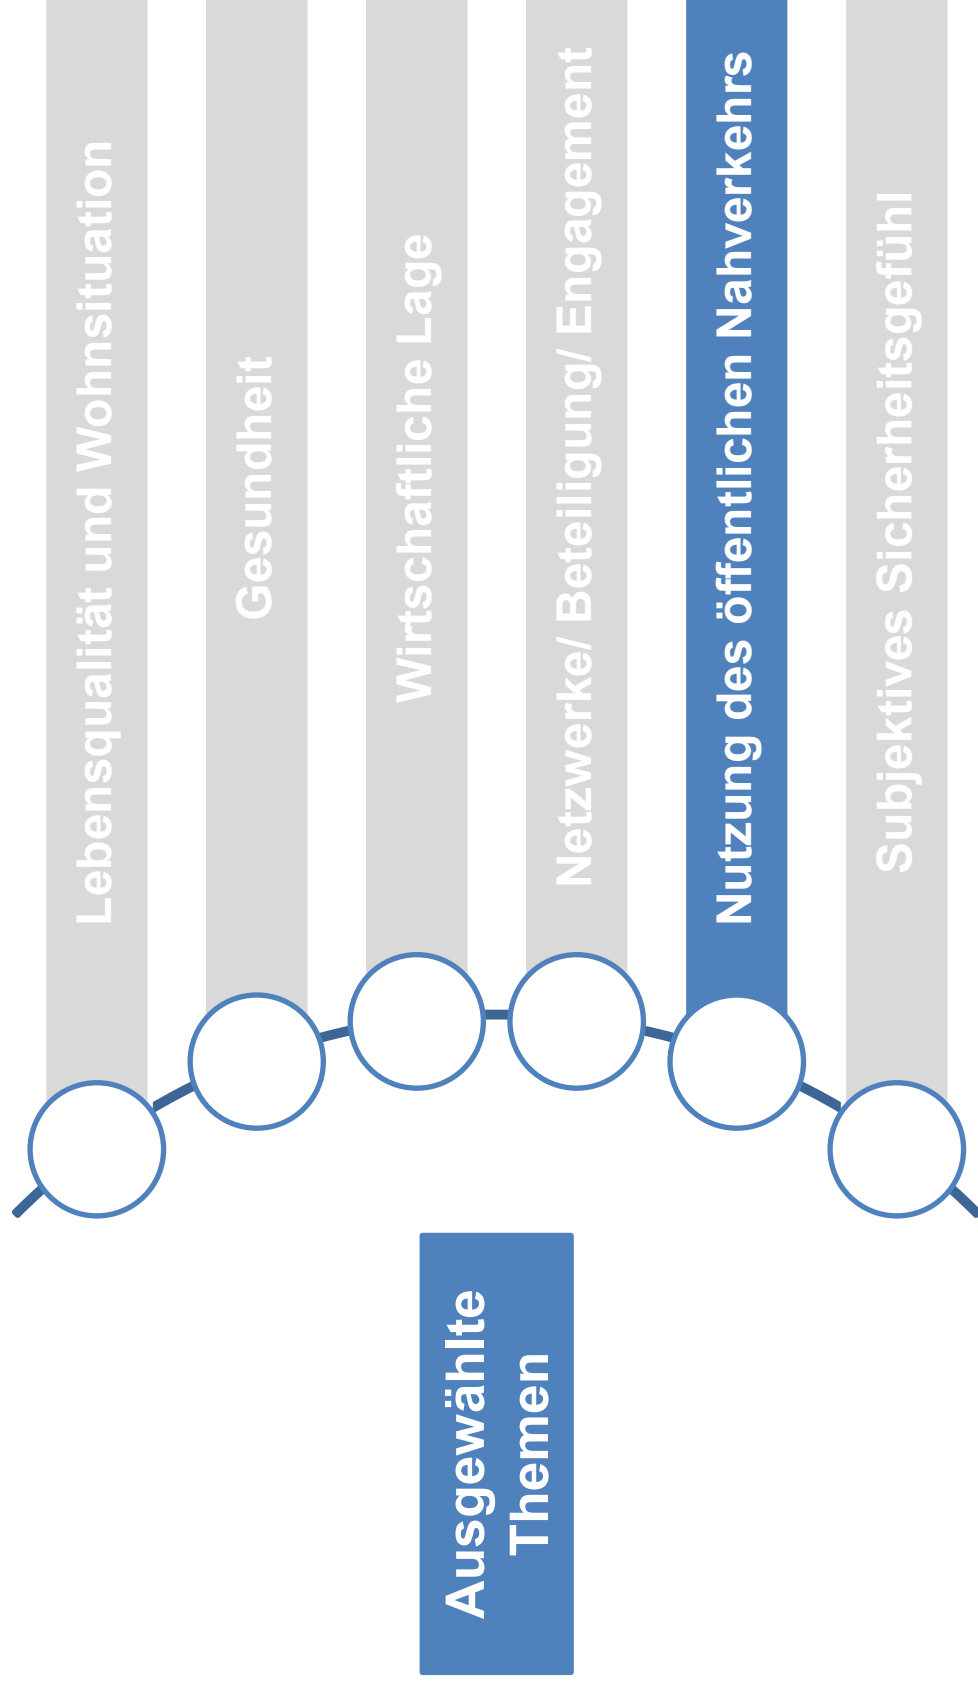 Ausgewählte
Themen
Lebensqualität und Wohnsituation
Gesundheit
Wirtschaftliche Lage
Netzwerke/ Beteiligung/ Engagement
Nutzung des öffentlichen Nahverkehrs
Subjektives Sicherheitsgefühl